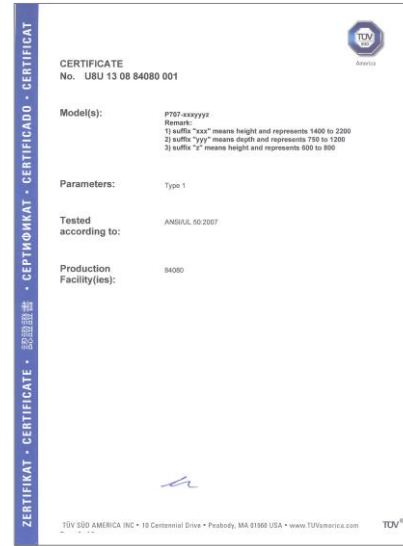 ZERTIFIKAT • CERTIFICATE • 認證證書 • СЕРТИФИКАТ • CERTIFICADO • CERTIFICAT
TÜV
SÜD
America
CERTIFICATE
No. U8U 13 08 84080 001
Model(s): P707-xxxyyyz
Remark:
1) suffix "xxx" means height and represents 1400 to 2200
2) suffix "yyy" means depth and represents 750 to 1200
3) suffix "z" means height and represents 600 to 800
Parameters: Type 1
Tested according to: ANSI/UL 50:2007
Production Facility(ies): 84080
TÜV SÜD AMERICA INC • 10 Centennial Drive • Peabody, MA 01960 USA • www.TUVamerica.com
TÜV®